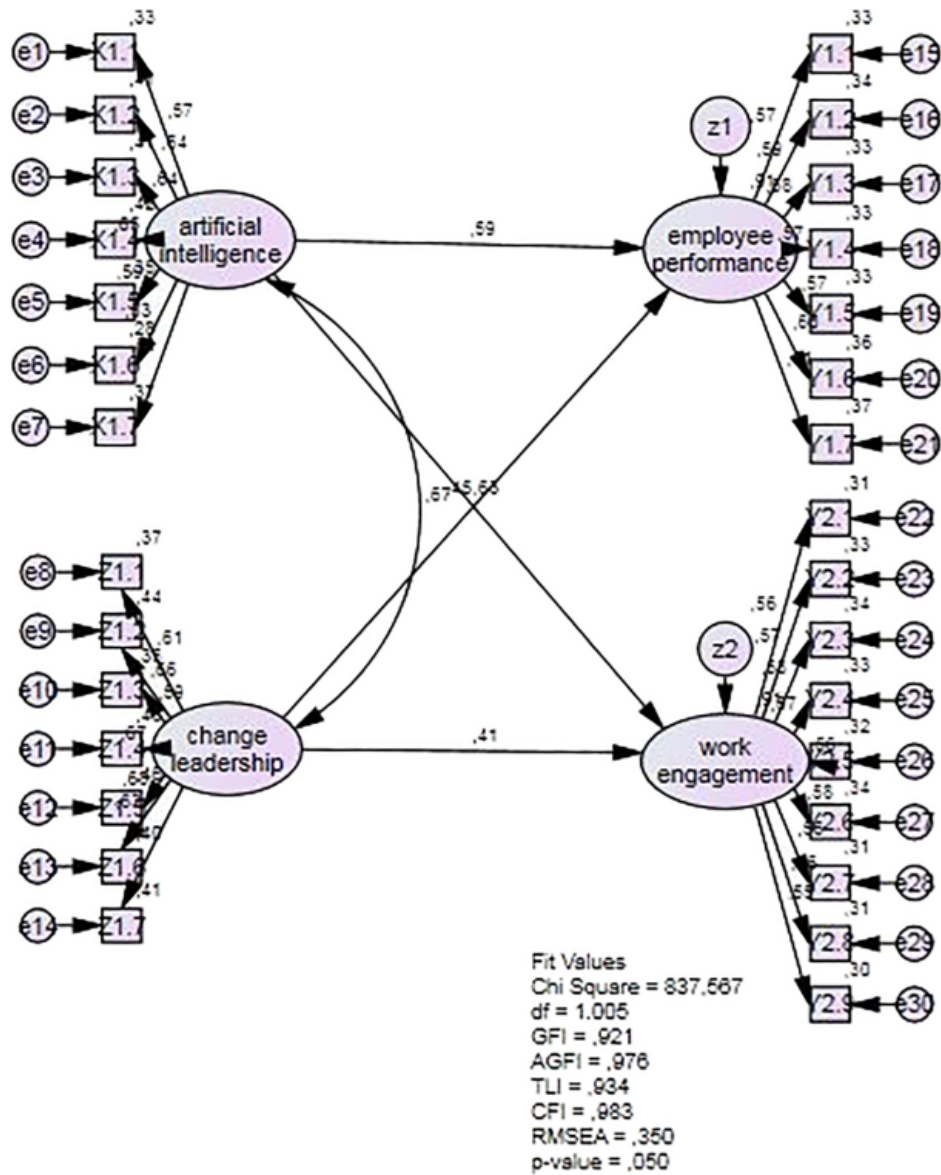 ,33
e1
X1.1
e2
X1.2
,57
e3
X1.3
,64
e4
X1.4
e5
X1.5
,59
e6
X1.6
,28
e7
X1.7
,37
artificial
intelligence
,59
,33
Y1.1
e15
,34
z1
,57
Y1.2
e16
,59
,33
Y1.3
e17
,33
Y1.4
e18
,57
,33
Y1.5
e19
,57
,36
Y1.6
e20
,37
Y1.7
e21
employee
performance
,67
,31
Y2.1
e22
,33
Y2.2
e23
,34
,56
Y2.3
e24
,57
z2
,33
Y2.4
e25
,32
Y2.5
e26
,34
,58
Y2.6
e27
,31
Y2.7
e28
,31
Y2.8
e29
,30
Y2.9
e30
work
engagement
,37
e8
Z1.1
,44
e9
Z1.2
,61
e10
Z1.3
,59
e11
Z1.4
e12
Z1.5
e13
Z1.6
,41
e14
Z1.7
change
leadership
,41
Fit Values
Chi Square = 837,567
df = 1.005
GFI = ,921
AGFI = ,976
TLI = ,934
CFI = ,983
RMSEA = ,350
p-value = ,050